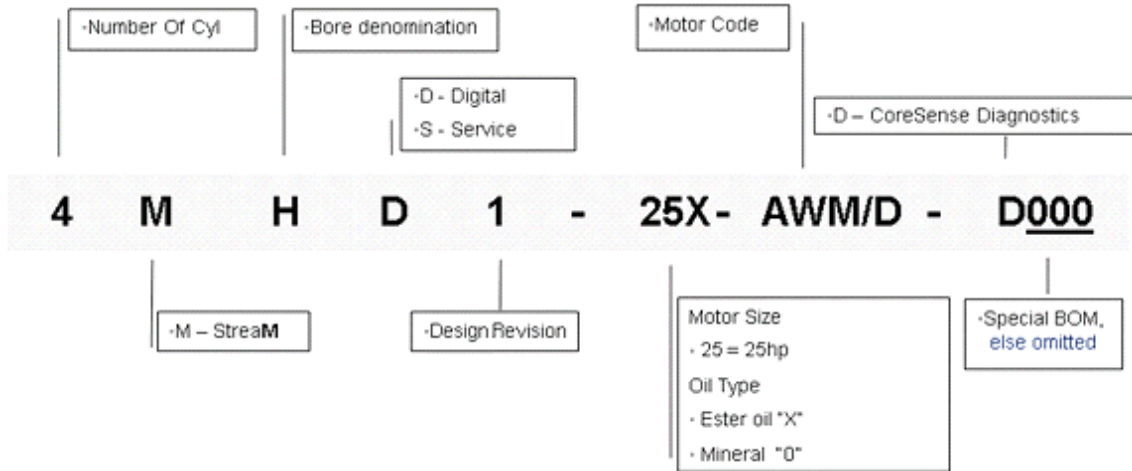 ·Number Of Cyl
·Bore denomination
·Motor Code
·D - Digital
·S - Service
·D – CoreSense Diagnostics
4 M H D 1 - 25X- AWM/D - D000
·M – StreaM
·Design Revision
Motor Size
· 25 = 25hp
Oil Type
· Ester oil "X"
· Mineral "0"
·Special BOM,
else omitted